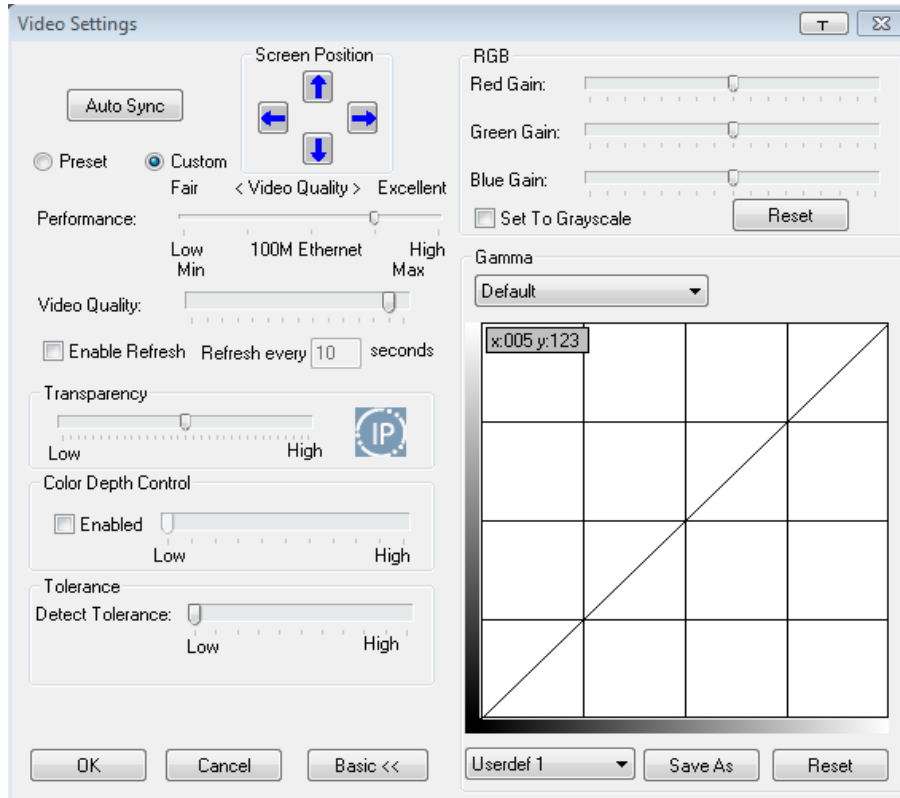 Video Settings
T
Screen Position
Auto Sync
Preset
Custom
Fair < Video Quality > Excellent
Performance:
Low 100M Ethernet High
Min Max
Video Quality:
Enable Refresh Refresh every 10 seconds
Transparency
Low High
IP
Color Depth Control
Enabled
Low High
Tolerance
Detect Tolerance:
Low High
OK Cancel Basic <<
RGB
Red Gain:
Green Gain:
Blue Gain:
Set To Grayscale Reset
Gamma
Default
x:005 y:123
Userdef 1 Save As Reset